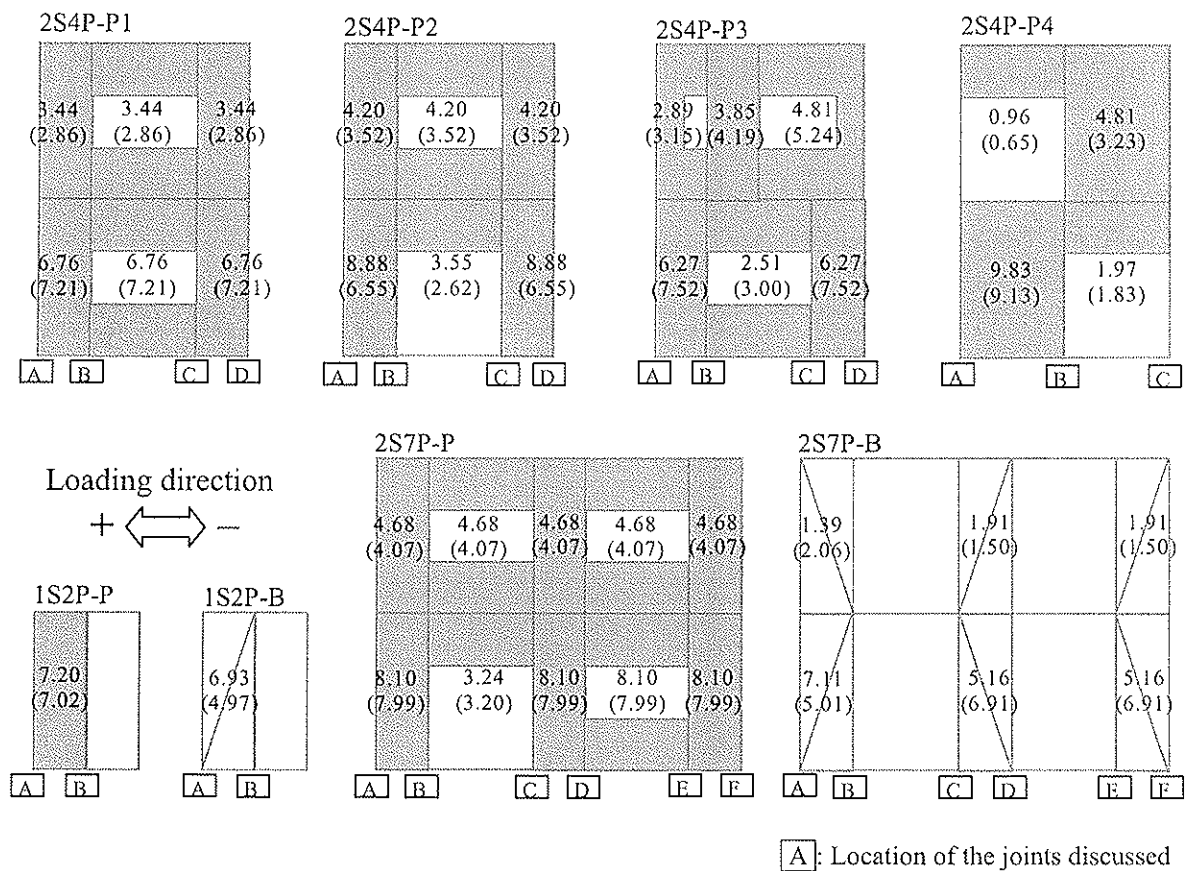 2S4P-P1
3.44 3.44 3.44
(2.86) (2.86) (2.86)
6.76 6.76 6.76
(7.21) (7.21) (7.21)
A B C D
2S4P-P2
4.20 4.20 4.20
(3.52) (3.52) (3.52)
8.88 3.55 8.88
(6.55) (2.62) (6.55)
A B C D
2S4P-P3
2.89 3.85 4.81
(3.15) (4.19) (5.24)
6.27 2.51 6.27
(7.52) (3.00) (7.52)
A B C D
2S4P-P4
0.96 4.81
(0.65) (3.23)
9.83 1.97
(9.13) (1.83)
A B C
Loading direction
+ −
1S2P-P
7.20
(7.02)
A B
1S2P-B
6.93
(4.97)
A B
2S7P-P
4.68 4.68 4.68 4.68 4.68
(4.07) (4.07) (4.07) (4.07) (4.07)
8.10 3.24 8.10 8.10 8.10
(7.99) (3.20) (7.99) (7.99) (7.99)
A B C D E F
2S7P-B
1.39 1.91 1.91
(2.06) (1.50) (1.50)
7.11 5.16 5.16
(5.01) (6.91) (6.91)
A B C D E F
A: Location of the joints discussed